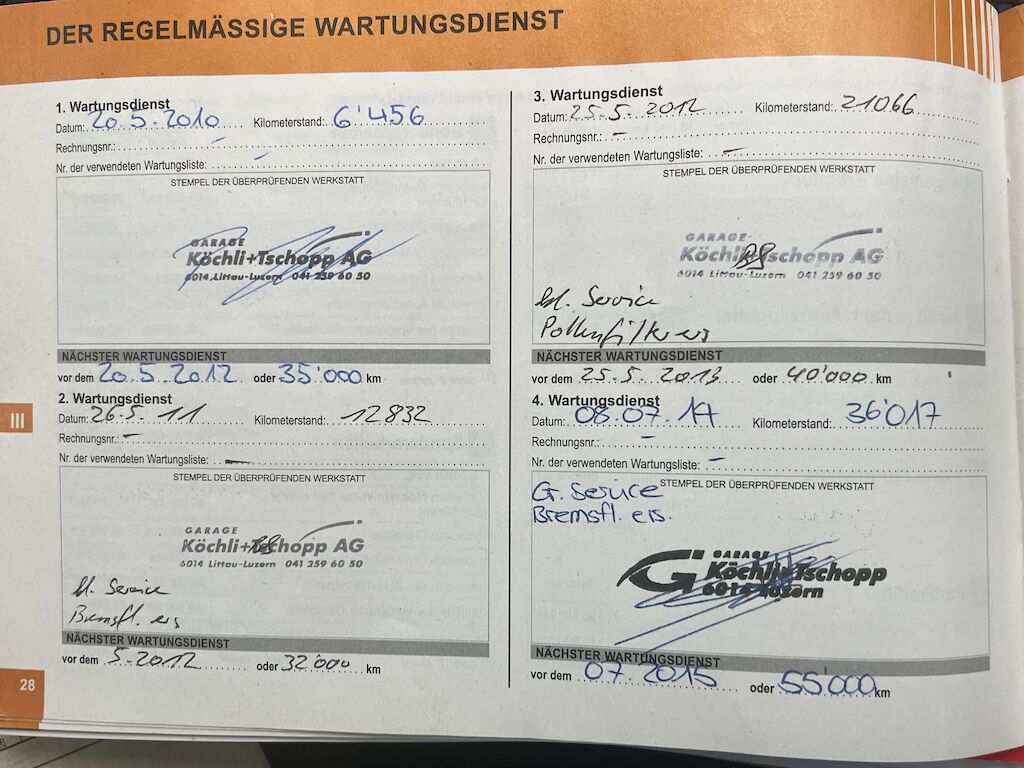 DER REGELMÄSSIGE WARTUNGSDIENST
1. Wartungsdienst
Datum: 20.5.2010 Kilometerstand: 6'456
Rechnungsnr.: -
Nr. der verwendeten Wartungsliste: -
STEMPEL DER ÜBERPRÜFENDEN WERKSTATT
GARAGE
Köchli+Tschopp AG
6014 Littau-Luzern 041 259 60 50
NÄCHSTER WARTUNGSDIENST
vor dem 20.5.2012 oder 35'000 km
2. Wartungsdienst
Datum: 26.5.11 Kilometerstand: 12832
Rechnungsnr.: -
Nr. der verwendeten Wartungsliste: -
STEMPEL DER ÜBERPRÜFENDEN WERKSTATT
GARAGE
Köchli+Tschopp AG
6014 Littau-Luzern 041 259 60 50
kl. Service
Bremsfl. ers
NÄCHSTER WARTUNGSDIENST
vor dem 5.2012 oder 32'000 km
3. Wartungsdienst
Datum: 25.5.2012 Kilometerstand: 21066
Rechnungsnr.: -
Nr. der verwendeten Wartungsliste: -
STEMPEL DER ÜBERPRÜFENDEN WERKSTATT
GARAGE
Köchli+Tschopp AG
6014 Littau-Luzern 041 259 60 50
kl. Service
Pollenfilter ers
NÄCHSTER WARTUNGSDIENST
vor dem 25.5.2013 oder 40'000 km
4. Wartungsdienst
Datum: 08.07.14 Kilometerstand: 36'017
Rechnungsnr.: -
Nr. der verwendeten Wartungsliste: -
STEMPEL DER ÜBERPRÜFENDEN WERKSTATT
G. Service
Bremsfl. ers.
GARAGE
Köchli+Tschopp
6014 Luzern
NÄCHSTER WARTUNGSDIENST
vor dem 07.2015 oder 55'000 km
III
28